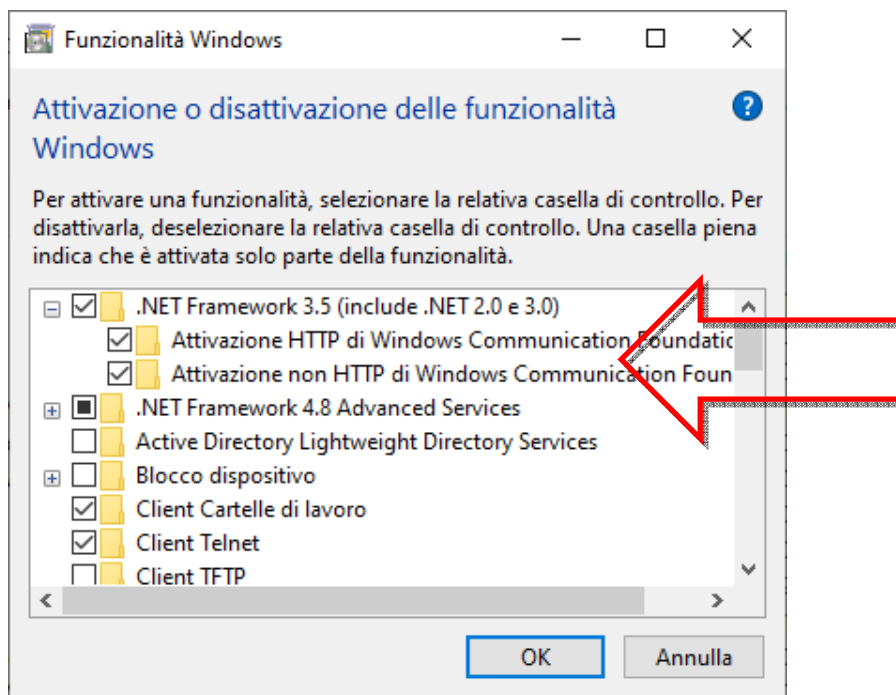 Funzionalità Windows
Attivazione o disattivazione delle funzionalità
Windows
Per attivare una funzionalità, selezionare la relativa casella di controllo. Per
disattivarla, deselezionare la relativa casella di controllo. Una casella piena
indica che è attivata solo parte della funzionalità.
.NET Framework 3.5 (include .NET 2.0 e 3.0)
Attivazione HTTP di Windows Communication Foundatic
Attivazione non HTTP di Windows Communication Foun
.NET Framework 4.8 Advanced Services
Active Directory Lightweight Directory Services
Blocco dispositivo
Client Cartelle di lavoro
Client Telnet
Client TFTP
OK Annulla